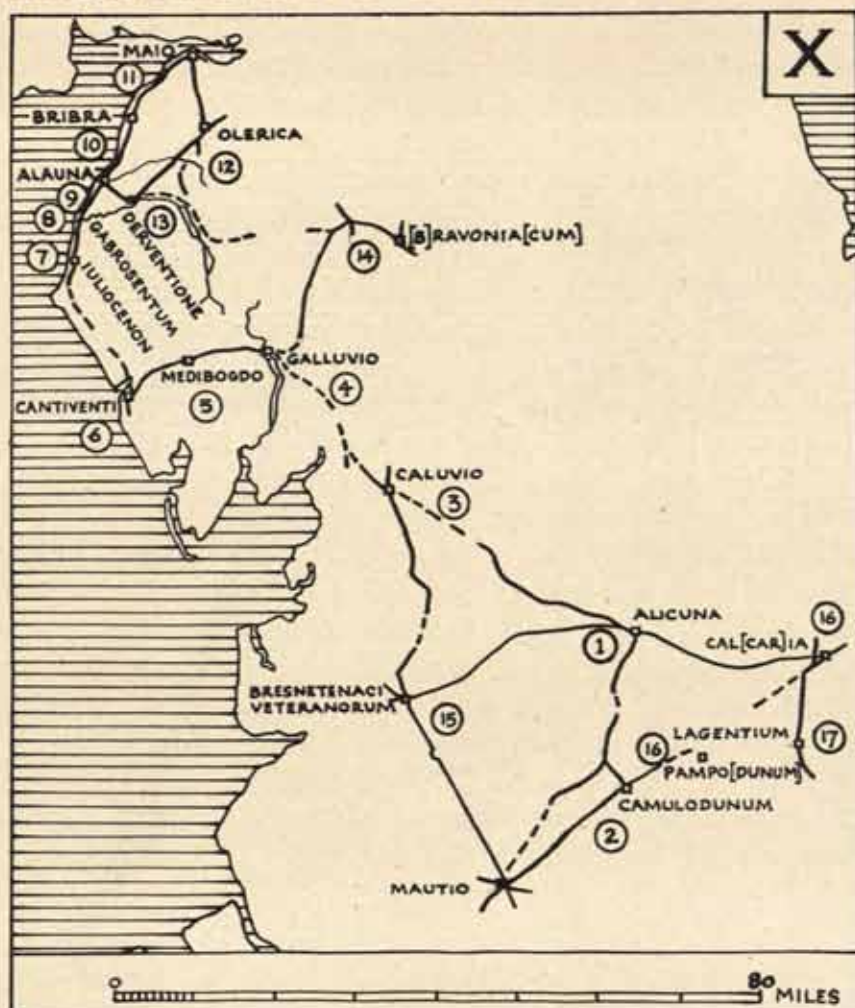 X
MAIO
11
BRIBRA
10
OLERICA
12
ALAUNA
9
8
13
DERVENTIONE
GABROSENTUM
IULIOCENON
7
14
[B]RAVONIA[CUM]
GALLUVIO
MEDIBOGDO
4
5
CANTIVENTI
6
CALUVIO
3
ALICUNA
16
1
CAL[CAR]IA
BRESNETENACI
VETERANORUM
15
LAGENTIUM
17
16
PAMPO[DUNUM]
CAMULODUNUM
2
MAUTIO
0
80
MILES